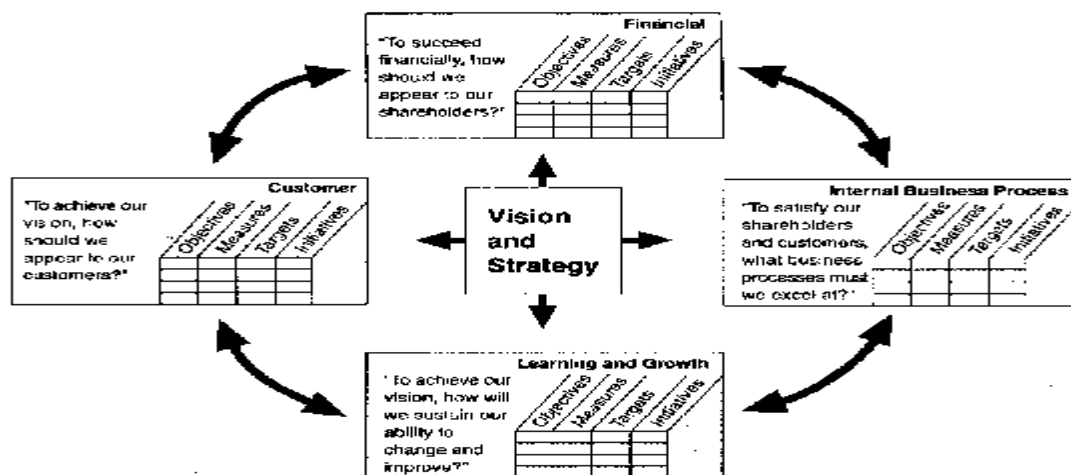 Financial
"To succeed
financially, how
should we
appear to our
shareholders?"
Objectives
Measures
Targets
Initiatives
Customer
"To achieve our
vision, how
should we
appear to our
customers?"
Objectives
Measures
Targets
Initiatives
Vision
and
Strategy
Internal Business Process
"To satisfy our
shareholders
and customers,
what business
processes must
we excel at?"
Objectives
Measures
Targets
Initiatives
Learning and Growth
"To achieve our
vision, how will
we sustain our
ability to
change and
improve?"
Objectives
Measures
Targets
Initiatives